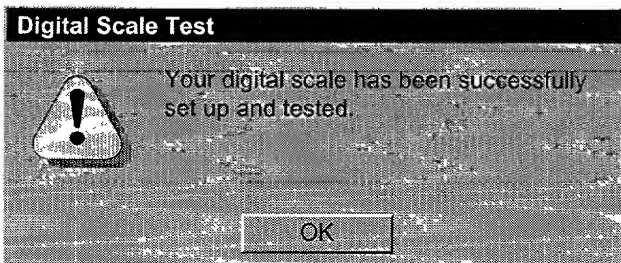 Digital Scale Test
Your digital scale has been successfully
set up and tested.
OK